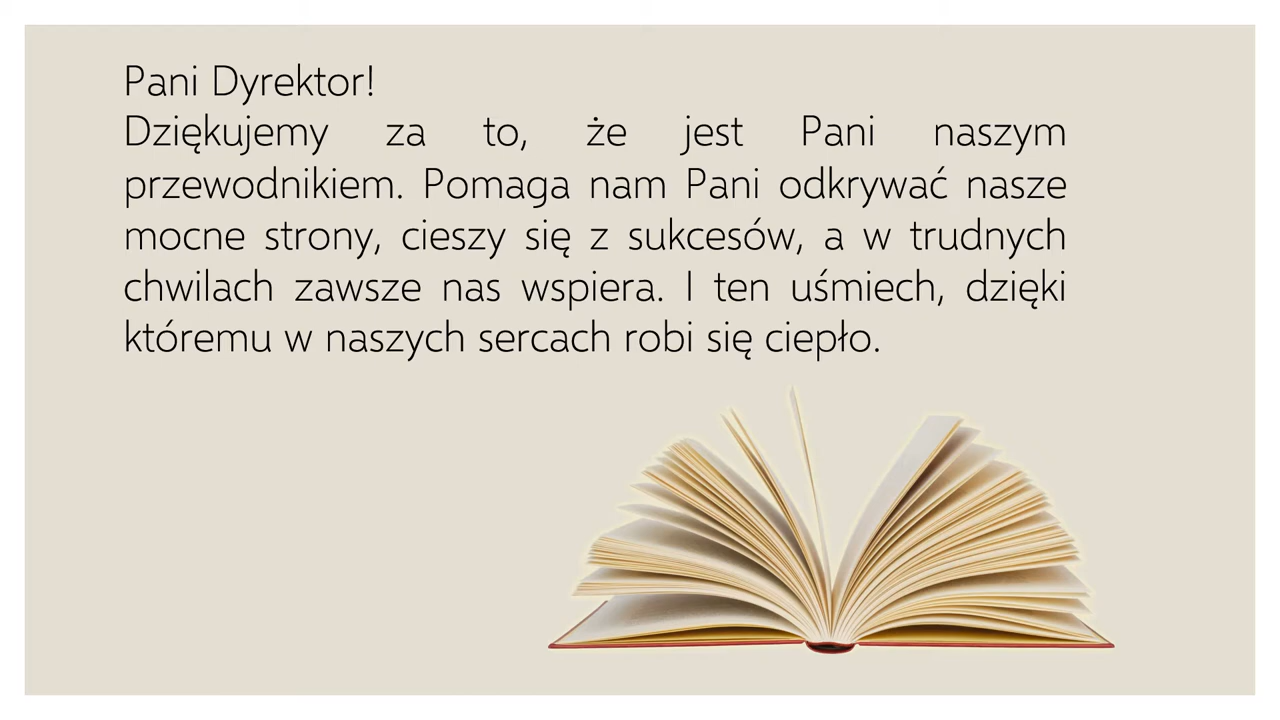 Pani Dyrektor!
Dziękujemy za to, że jest Pani naszym
przewodnikiem. Pomaga nam Pani odkrywać nasze
mocne strony, cieszy się z sukcesów, a w trudnych
chwilach zawsze nas wspiera. I ten uśmiech, dzięki
któremu w naszych sercach robi się ciepło.